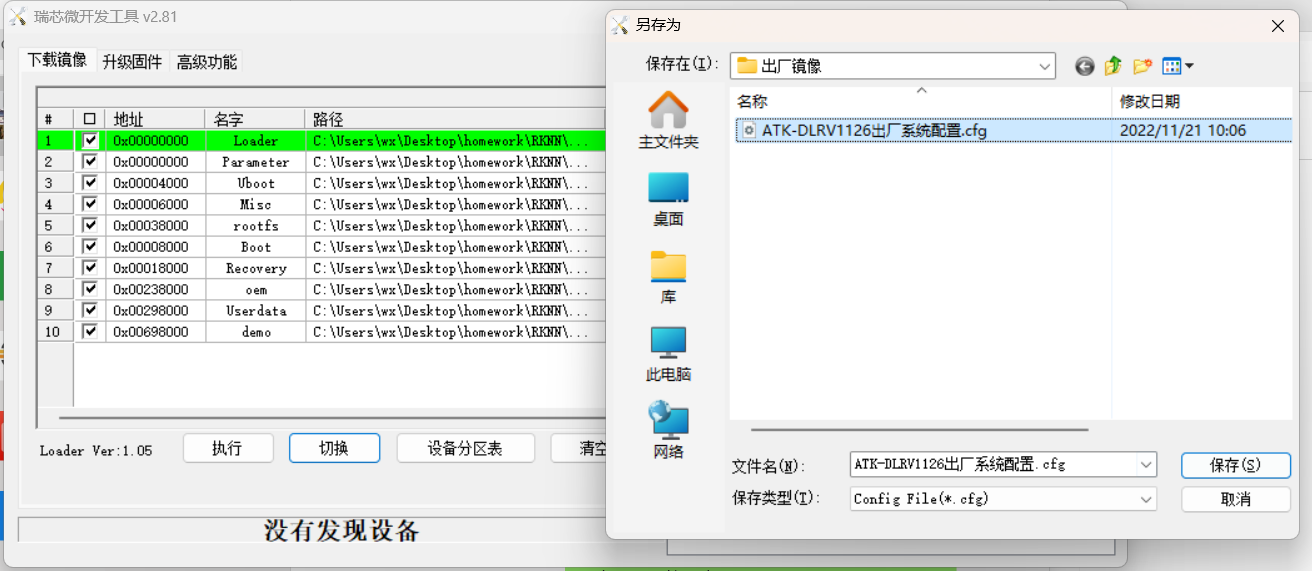 瑞芯微开发工具 v2.81
下载镜像 升级固件 高级功能
# 地址 名字 路径
1 0x00000000 Loader C:\Users\wx\Desktop\homework\RKNN\...
2 0x00000000 Parameter C:\Users\wx\Desktop\homework\RKNN\...
3 0x00004000 Uboot C:\Users\wx\Desktop\homework\RKNN\...
4 0x00006000 Misc C:\Users\wx\Desktop\homework\RKNN\...
5 0x00038000 rootfs C:\Users\wx\Desktop\homework\RKNN\...
6 0x00008000 Boot C:\Users\wx\Desktop\homework\RKNN\...
7 0x00018000 Recovery C:\Users\wx\Desktop\homework\RKNN\...
8 0x00238000 oem C:\Users\wx\Desktop\homework\RKNN\...
9 0x00298000 Userdata C:\Users\wx\Desktop\homework\RKNN\...
10 0x00698000 demo C:\Users\wx\Desktop\homework\RKNN\...
Loader Ver:1.05 执行 切换 设备分区表 清空
没有发现设备
另存为
保存在(I): 出厂镜像
主文件夹
桌面
库
此电脑
网络
名称 修改日期
ATK-DLRV1126出厂系统配置.cfg 2022/11/21 10:06
文件名(N): ATK-DLRV1126出厂系统配置.cfg 保存(S)
保存类型(T): Config File(*.cfg) 取消